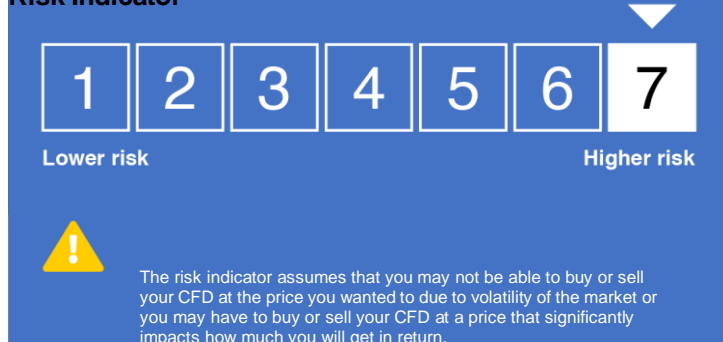 Risk Indicator
1 2 3 4 5 6 7
Lower risk Higher risk
!
The risk indicator assumes that you may not be able to buy or sell
your CFD at the price you wanted to due to volatility of the market or
you may have to buy or sell your CFD at a price that significantly
impacts how much you will get in return.